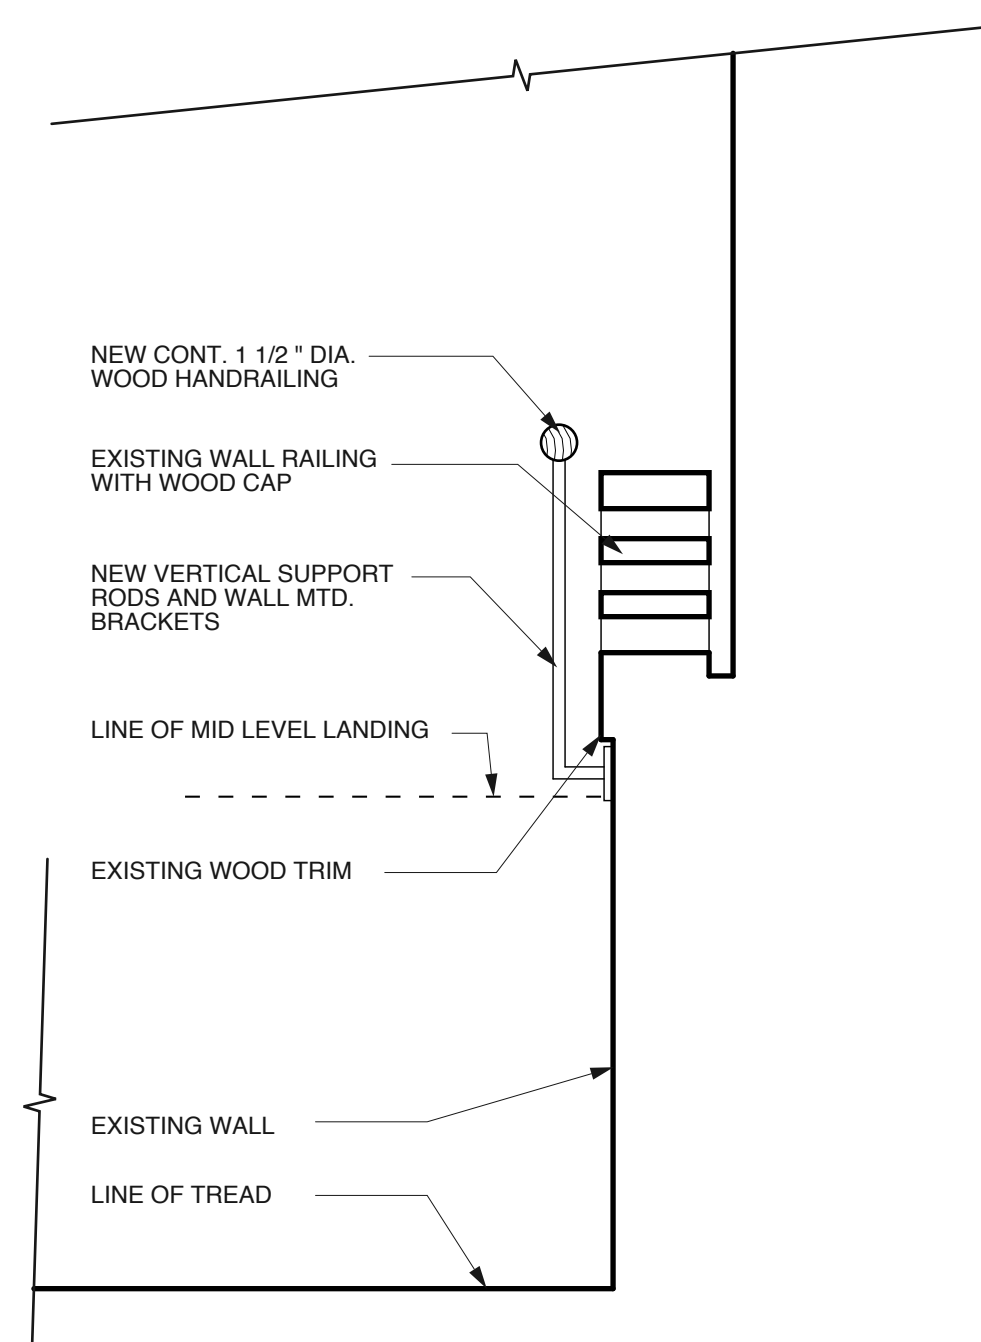 NEW CONT. 1 1/2 " DIA.
WOOD HANDRAILING
EXISTING WALL RAILING
WITH WOOD CAP
NEW VERTICAL SUPPORT
RODS AND WALL MTD.
BRACKETS
LINE OF MID LEVEL LANDING
EXISTING WOOD TRIM
EXISTING WALL
LINE OF TREAD